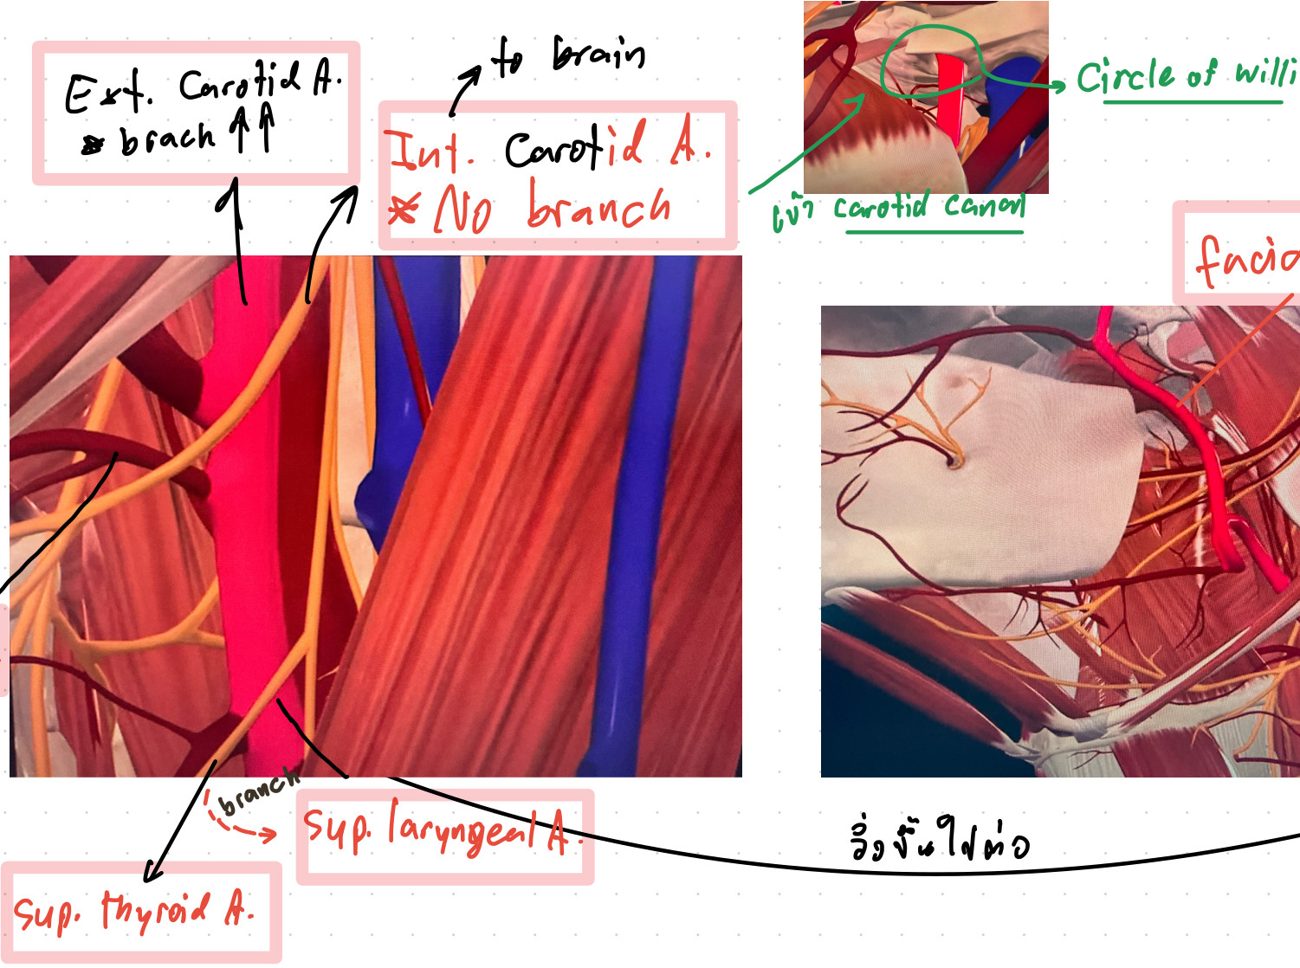 Ext. Carotid A.
* brach ↑↑
to brain
Int. Carotid A.
* No branch
Circle of willi
เข้า carotid canal
facia
branch
Sup. laryngeal A.
Sup. thyroid A.
วิ่งขึ้นไปต่อ